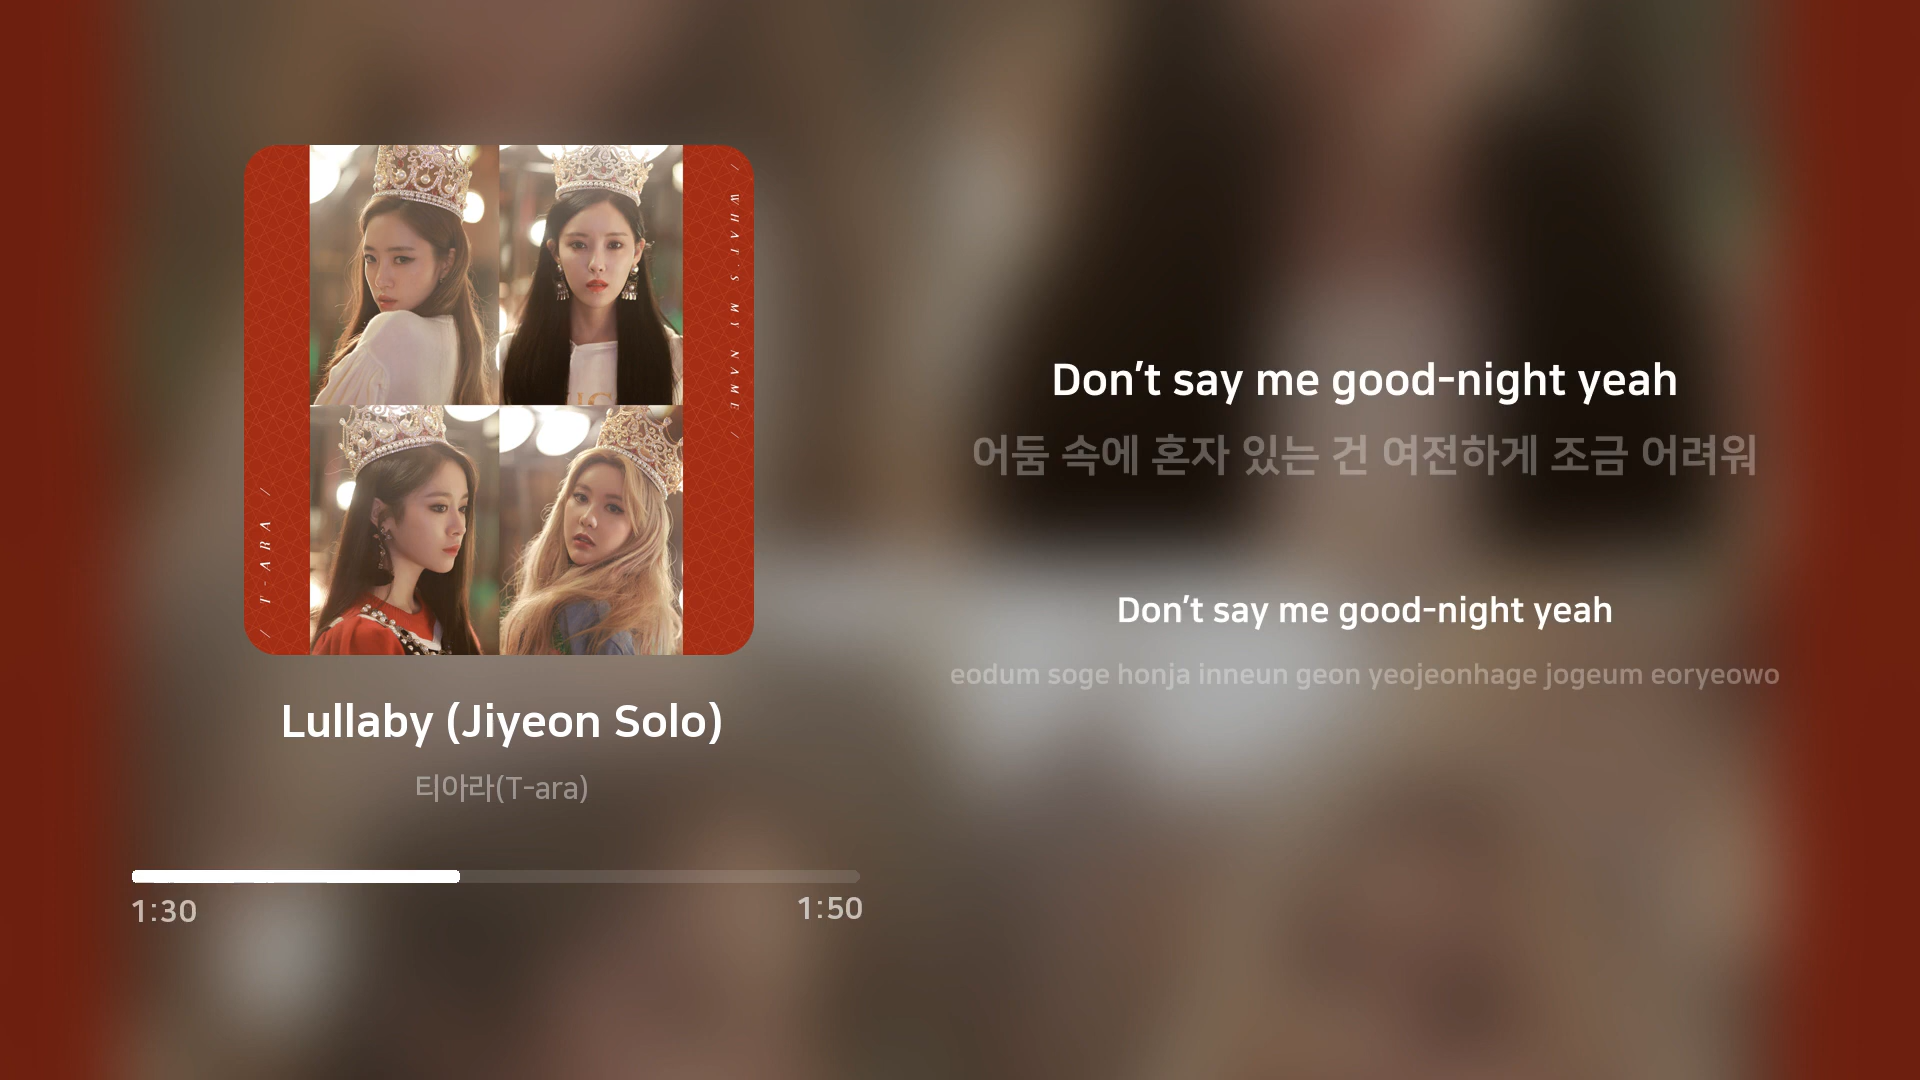 / WHAT'S MY NAME /
/ T-ARA /
Lullaby (Jiyeon Solo)
티아라(T-ara)
1:30
1:50
Don't say me good-night yeah
어둠 속에 혼자 있는 건 여전하게 조금 어려워
Don't say me good-night yeah
eodum soge honja inneun geon yeojeonhage jogeum eoryeowo